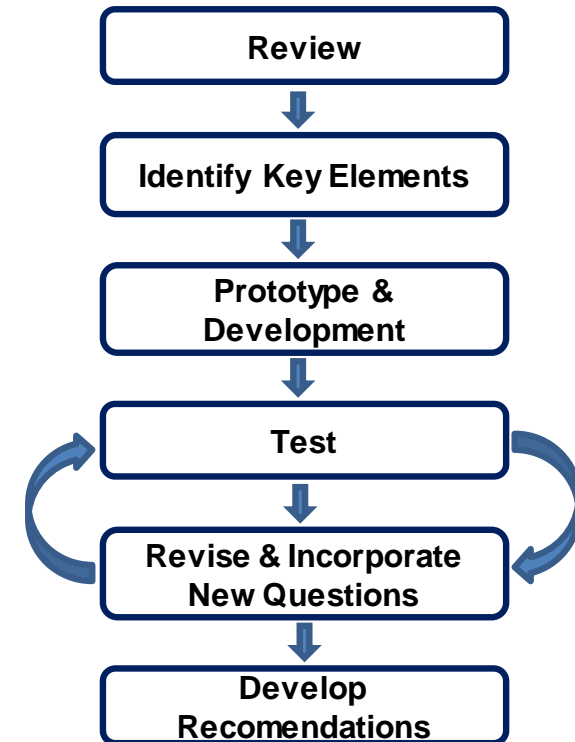 Review
Identify Key Elements
Prototype &
Development
Test
Revise & Incorporate
New Questions
Develop
Recomendations